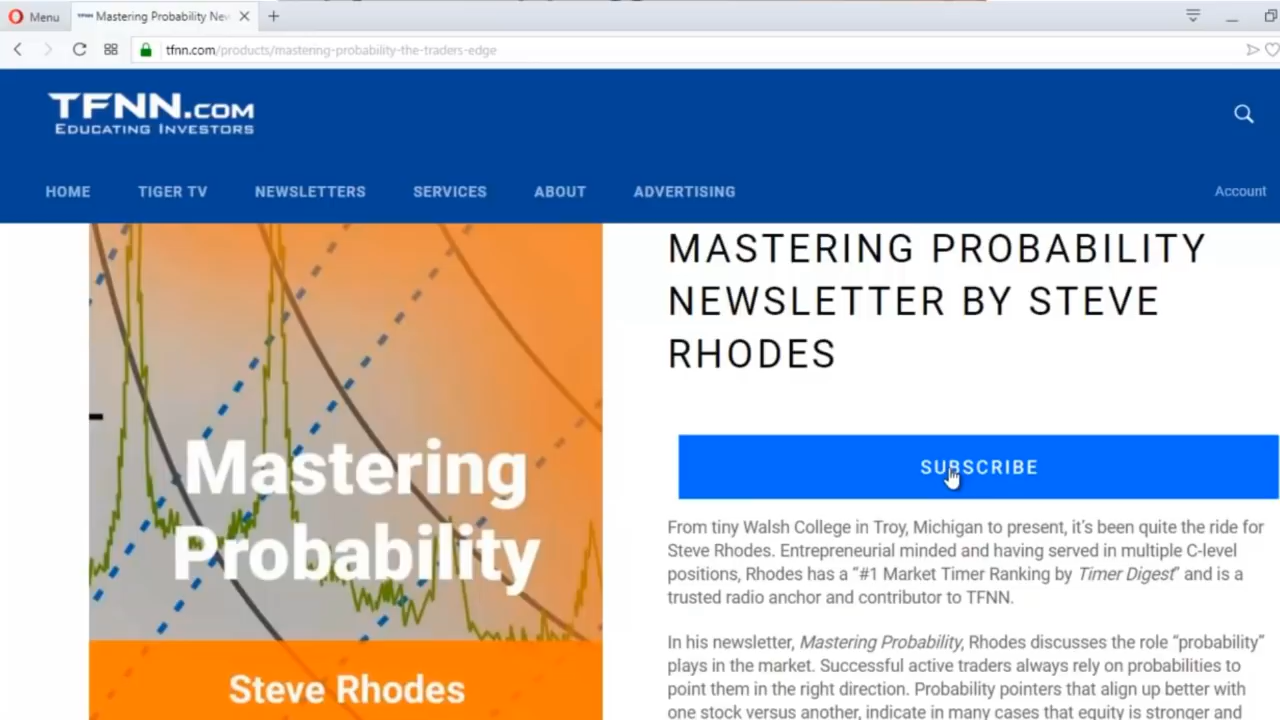 Menu
Mastering Probability New
tfnn.com/products/mastering-probability-the-traders-edge
TFNN.COM
EDUCATING INVESTORS
HOME
TIGER TV
NEWSLETTERS
SERVICES
ABOUT
ADVERTISING
Account
Mastering
Probability
Steve Rhodes
MASTERING PROBABILITY
NEWSLETTER BY STEVE
RHODES
SUBSCRIBE
From tiny Walsh College in Troy, Michigan to present, it's been quite the ride for
Steve Rhodes. Entrepreneurial minded and having served in multiple C-level
positions, Rhodes has a “#1 Market Timer Ranking by Timer Digest” and is a
trusted radio anchor and contributor to TFNN.
In his newsletter, Mastering Probability, Rhodes discusses the role “probability”
plays in the market. Successful active traders always rely on probabilities to
point them in the right direction. Probability pointers that align up better with
one stock versus another, indicate in many cases that equity is stronger and